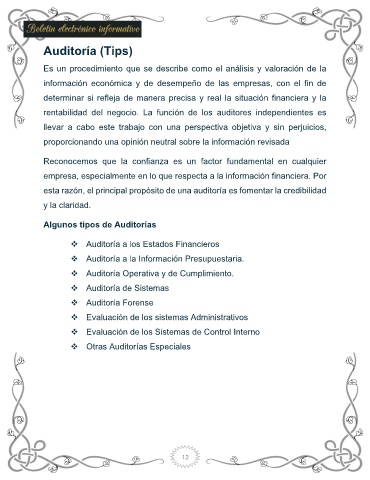 Boletín electrónico informativo
Auditoría (Tips)
Es un procedimiento que se describe como el análisis y valoración de la
información económica y de desempeño de las empresas, con el fin de
determinar si refleja de manera precisa y real la situación financiera y la
rentabilidad del negocio. La función de los auditores independientes es
llevar a cabo este trabajo con una perspectiva objetiva y sin perjuicios,
proporcionando una opinión neutral sobre la información revisada
Reconocemos que la confianza es un factor fundamental en cualquier
empresa, especialmente en lo que respecta a la información financiera. Por
esta razón, el principal propósito de una auditoría es fomentar la credibilidad
y la claridad.
Algunos tipos de Auditorías
❖ Auditoría a los Estados Financieros
❖ Auditoría a la Información Presupuestaria.
❖ Auditoría Operativa y de Cumplimiento.
❖ Auditoría de Sistemas
❖ Auditoría Forense
❖ Evaluación de los sistemas Administrativos
❖ Evaluación de los Sistemas de Control Interno
❖ Otras Auditorías Especiales
12